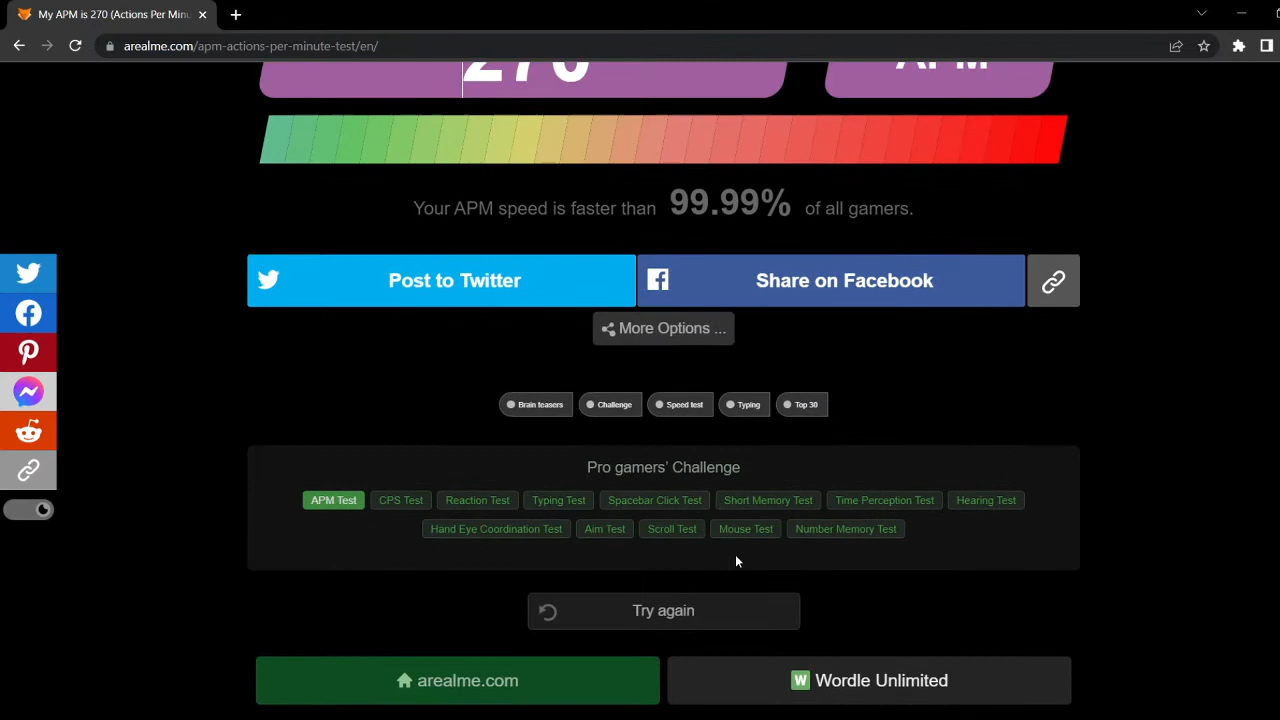 My APM is 270 (Actions Per Minu
arealme.com/apm-actions-per-minute-test/en/
270 APM
Your APM speed is faster than 99.99% of all gamers.
Post to Twitter Share on Facebook
More Options ...
Brain teasers Challenge Speed test Typing Top 30
Pro gamers' Challenge
APM Test CPS Test Reaction Test Typing Test Spacebar Click Test Short Memory Test Time Perception Test Hearing Test
Hand Eye Coordination Test Aim Test Scroll Test Mouse Test Number Memory Test
Try again
arealme.com W Wordle Unlimited